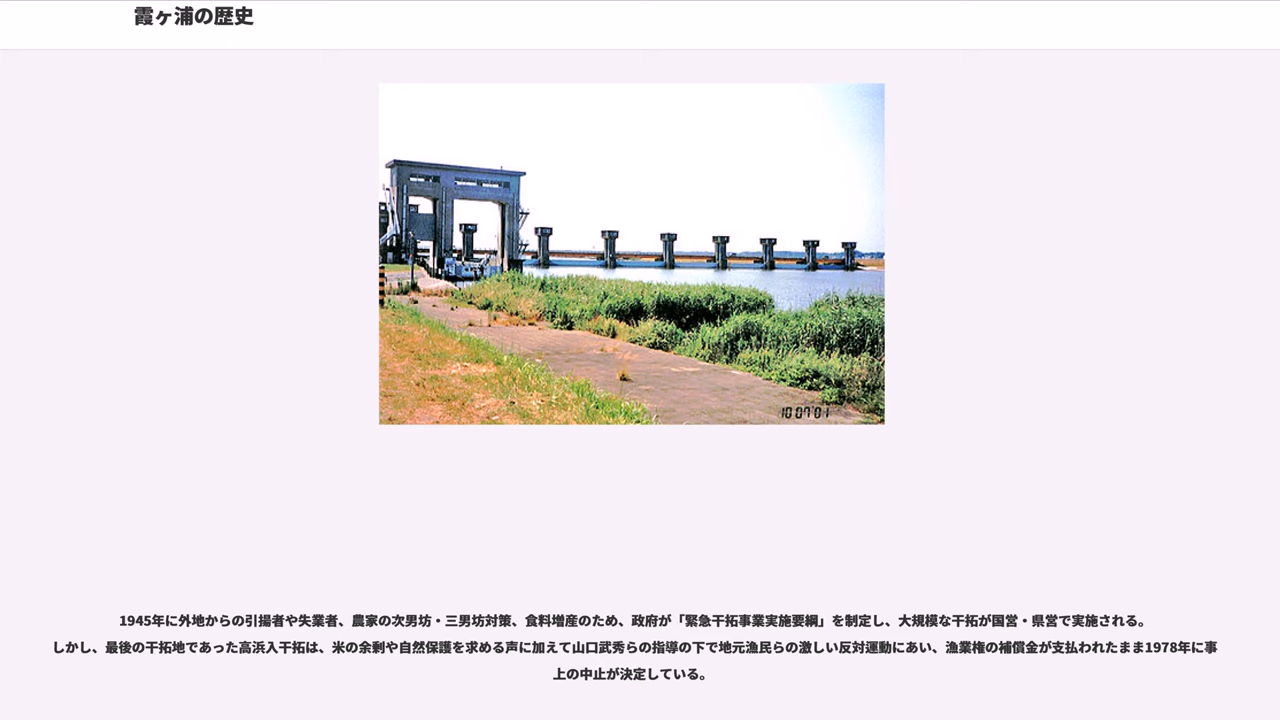 霞ヶ浦の歴史
10 07 '01
1945年に外地からの引揚者や失業者、農家の次男坊・三男坊対策、食料増産のため、政府が「緊急干拓事業実施要綱」を制定し、大規模な干拓が国営・県営で実施される。
しかし、最後の干拓地であった高浜入干拓は、米の余剰や自然保護を求める声に加えて山口武秀らの指導の下で地元漁民らの激しい反対運動にあい、漁業権の補償金が支払われたまま1978年に事
上の中止が決定している。